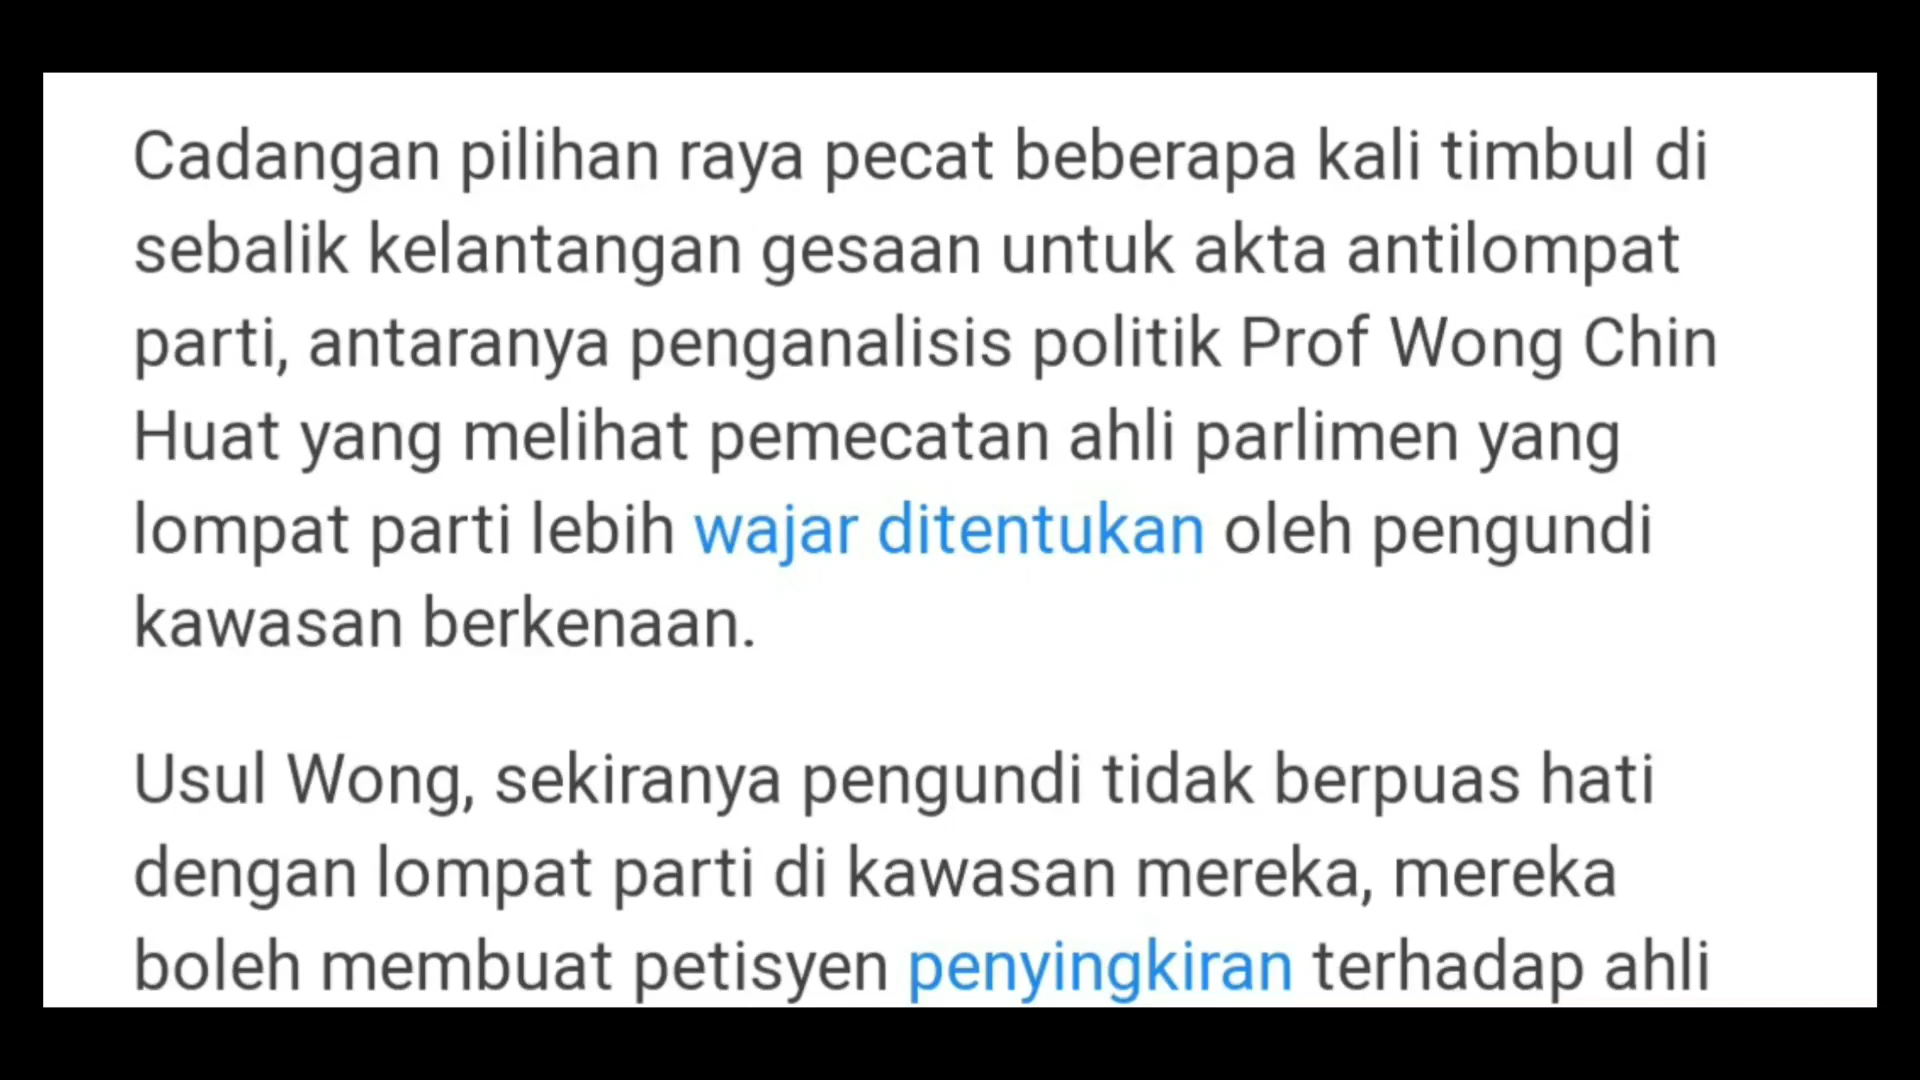 Cadangan pilihan raya pecat beberapa kali timbul di
sebalik kelantangan gesaan untuk akta antilompat
parti, antaranya penganalisis politik Prof Wong Chin
Huat yang melihat pemecatan ahli parlimen yang
lompat parti lebih wajar ditentukan oleh pengundi
kawasan berkenaan.
Usul Wong, sekiranya pengundi tidak berpuas hati
dengan lompat parti di kawasan mereka, mereka
boleh membuat petisyen penyingkiran terhadap ahli